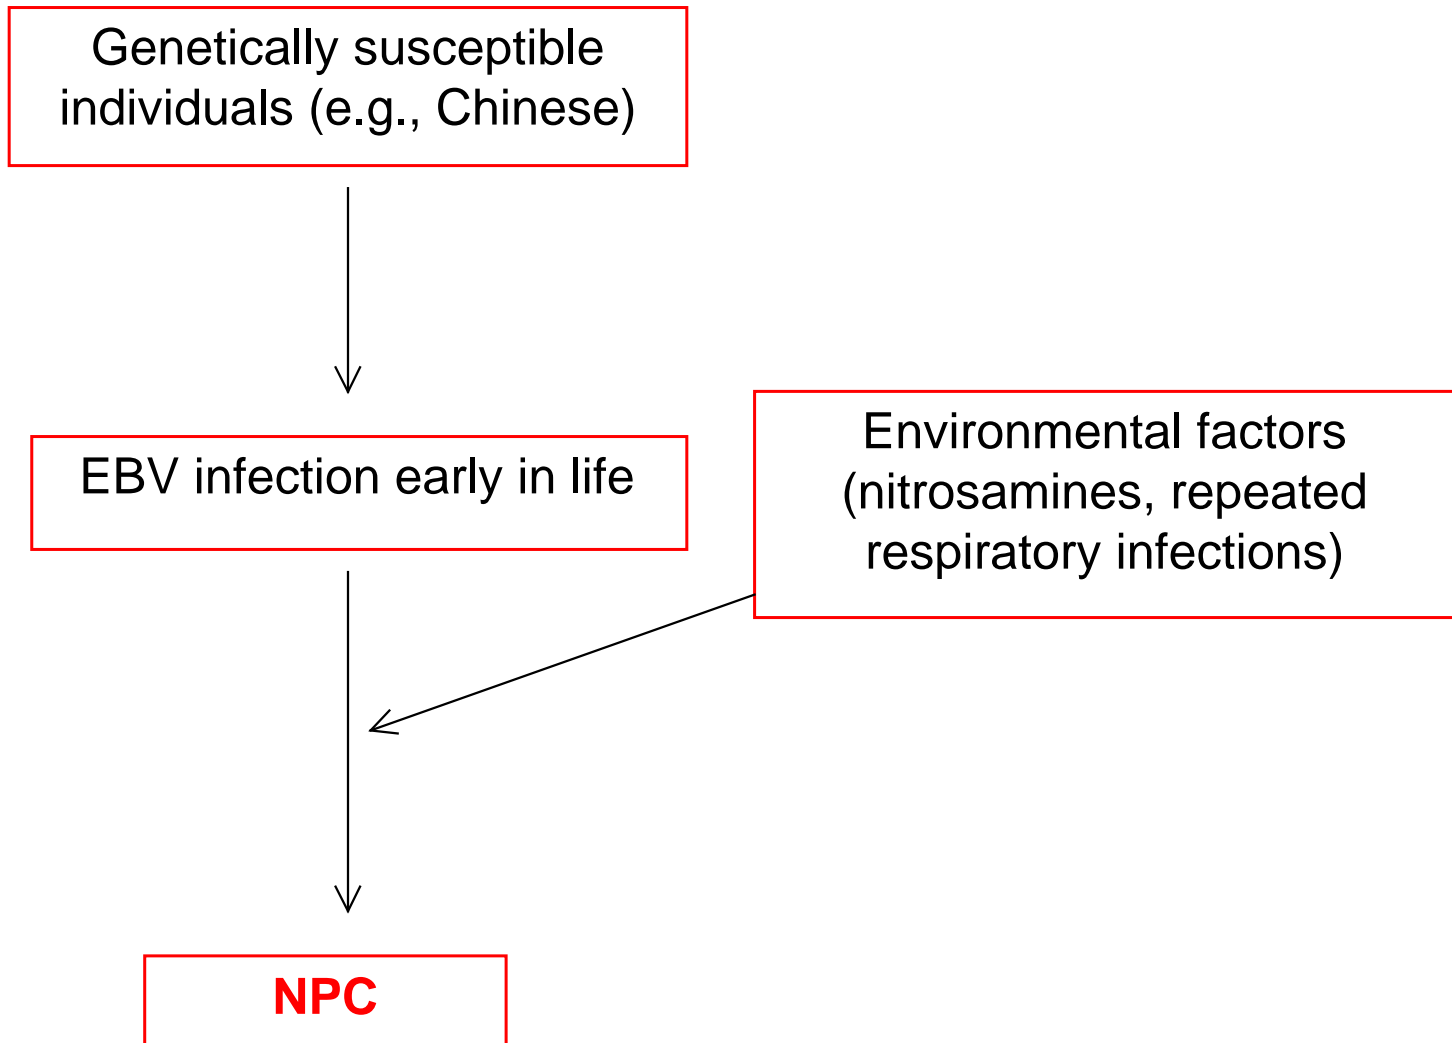 Genetically susceptible
individuals (e.g., Chinese)
EBV infection early in life
Environmental factors
(nitrosamines, repeated
respiratory infections)
NPC